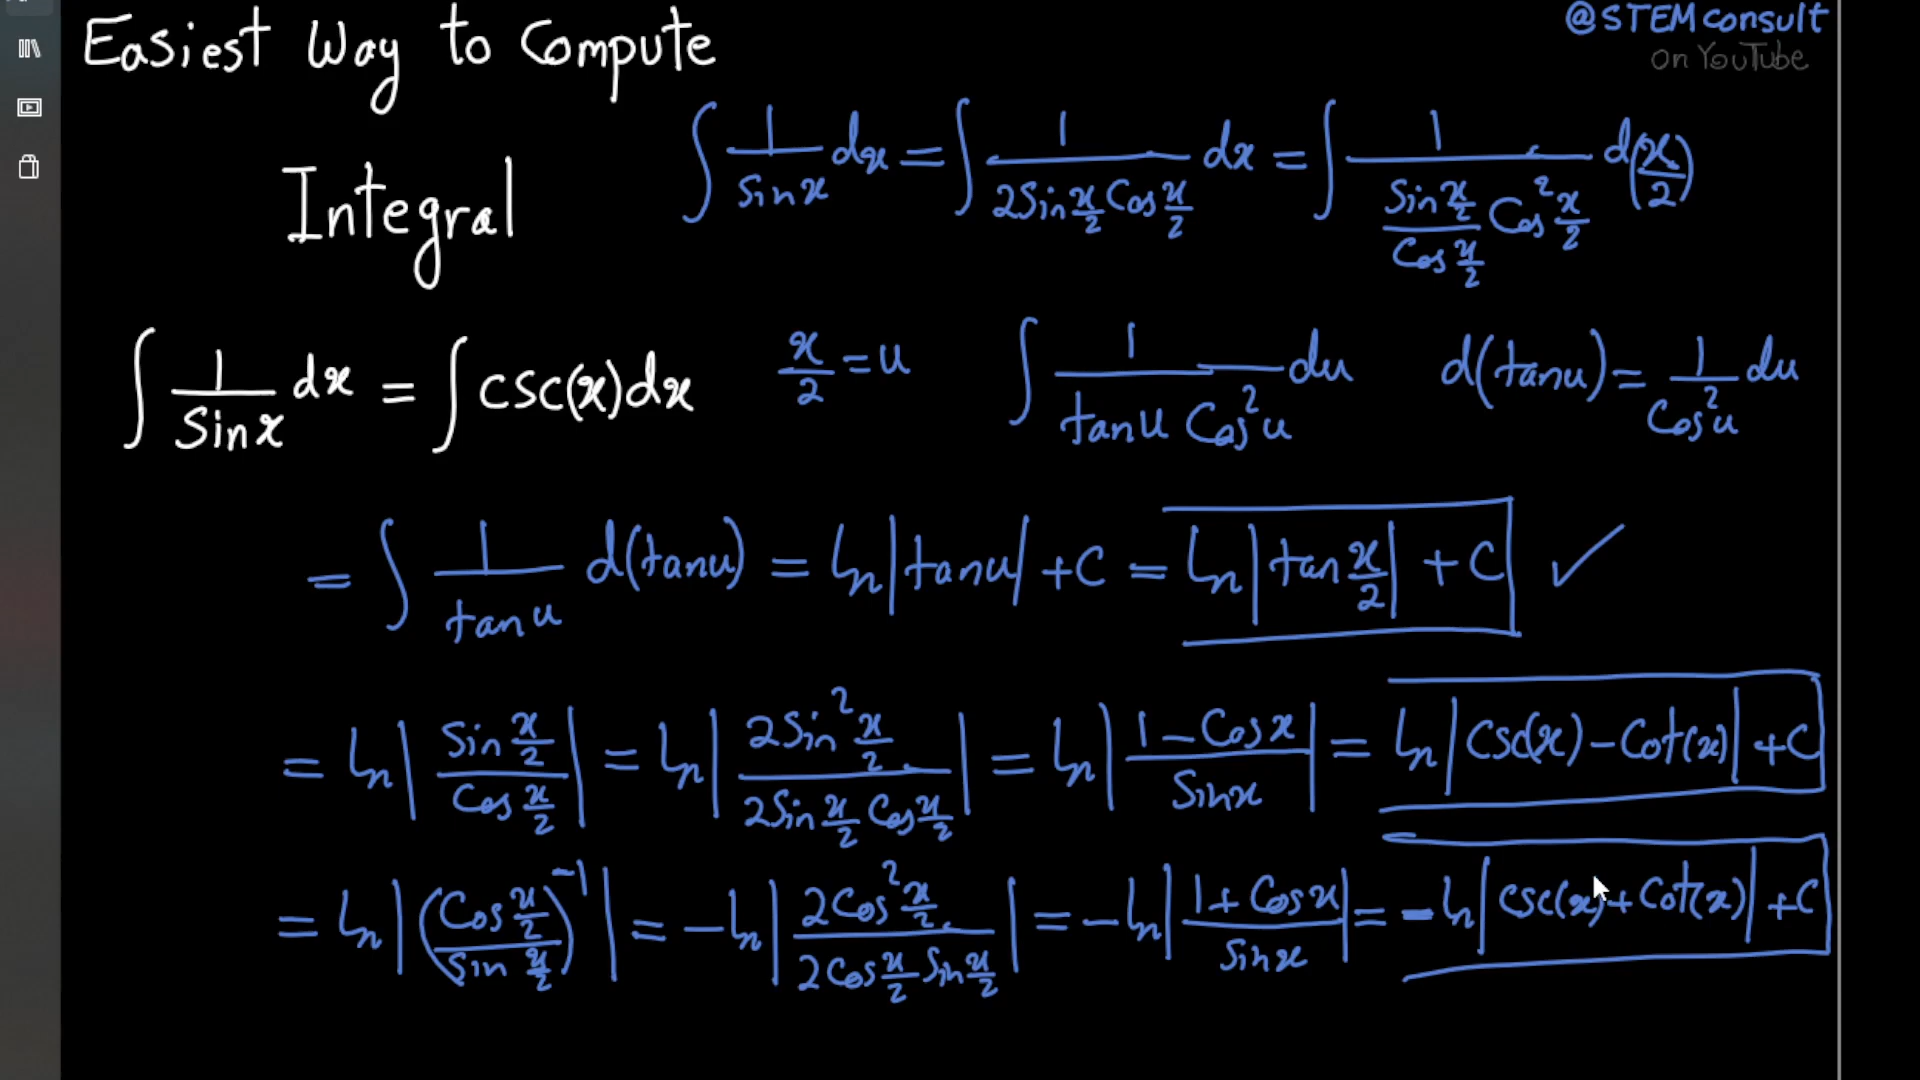 Easiest Way to Compute
@STEMconsult
on YouTube
∫ 1/Sinx dx = ∫ 1/(2Sin x/2 Cos x/2) dx = ∫ 1/((Sin x/2 / Cos x/2) Cos² x/2) d(x/2)
Integral
∫ 1/Sinx dx = ∫ csc(x)dx
x/2 = u
∫ 1/(tanu Cos²u) du
d(tanu) = 1/Cos²u du
= ∫ 1/tanu d(tanu) = ln|tanu| + C = ln|tan x/2| + C ✓
= ln|Sin x/2 / Cos x/2| = ln|2Sin² x/2 / 2Sin x/2 Cos x/2| = ln|1-Cosx / Sinx| = ln|Csc(x)-Cot(x)| + C
= ln|(Cos x/2 / Sin x/2)⁻¹| = -ln|2Cos² x/2 / 2Cos x/2 Sin x/2| = -ln|1+Cosx / Sinx| = -ln|Csc(x)+Cot(x)| + C